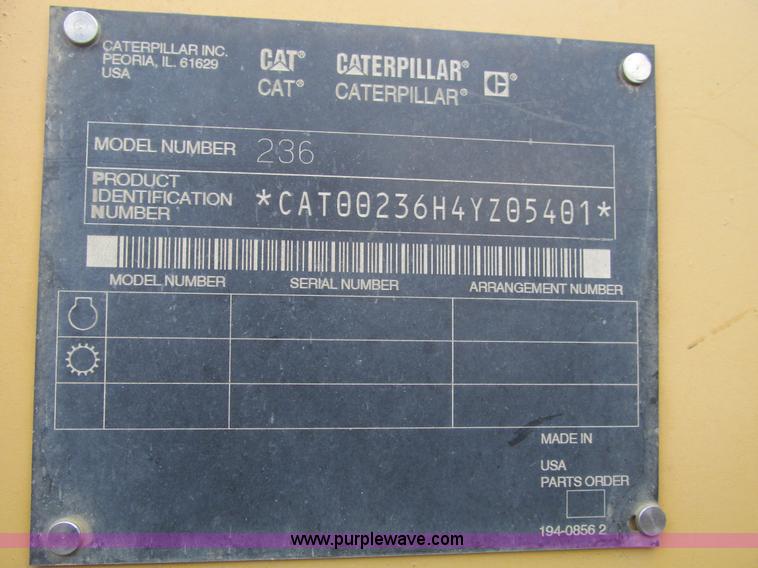 CATERPILLAR INC.
PEORIA, IL. 61629
USA
CAT® CATERPILLAR® C®
CAT® CATERPILLAR®
MODEL NUMBER 236
PRODUCT
IDENTIFICATION
NUMBER *CAT00236H4YZ05401*
MODEL NUMBER SERIAL NUMBER ARRANGEMENT NUMBER
MADE IN
USA
PARTS ORDER
194-0856 2
www.purplewave.com